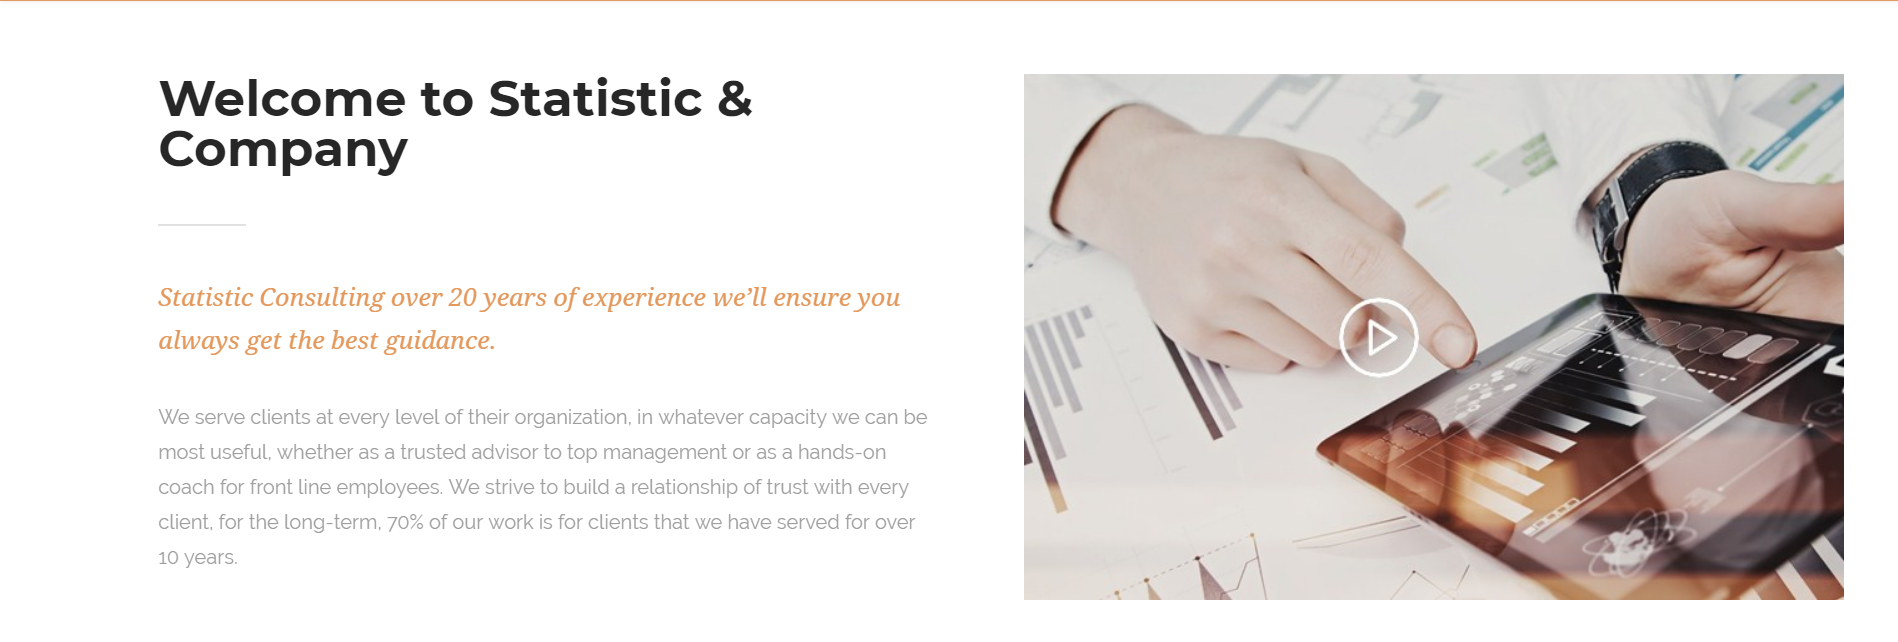 Welcome to Statistic &
Company
Statistic Consulting over 20 years of experience we’ll ensure you
always get the best guidance.
We serve clients at every level of their organization, in whatever capacity we can be
most useful, whether as a trusted advisor to top management or as a hands-on
coach for front line employees. We strive to build a relationship of trust with every
client, for the long-term, 70% of our work is for clients that we have served for over
10 years.